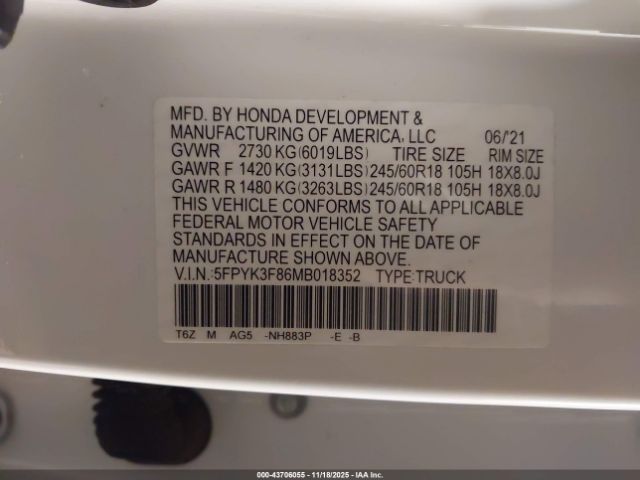 MFD. BY HONDA DEVELOPMENT &
MANUFACTURING OF AMERICA, LLC 06/'21
GVWR 2730 KG(6019LBS) TIRE SIZE RIM SIZE
GAWR F 1420 KG(3131LBS)245/60R18 105H 18X8.0J
GAWR R 1480 KG(3263LBS)245/60R18 105H 18X8.0J
THIS VEHICLE CONFORMS TO ALL APPLICABLE
FEDERAL MOTOR VEHICLE SAFETY
STANDARDS IN EFFECT ON THE DATE OF
MANUFACTURE SHOWN ABOVE.
V.I.N.:5FPYK3F86MB018352 TYPE:TRUCK
T6Z M AG5 -NH883P -E -B
000-43706055 - 11/18/2025 - IAA Inc.